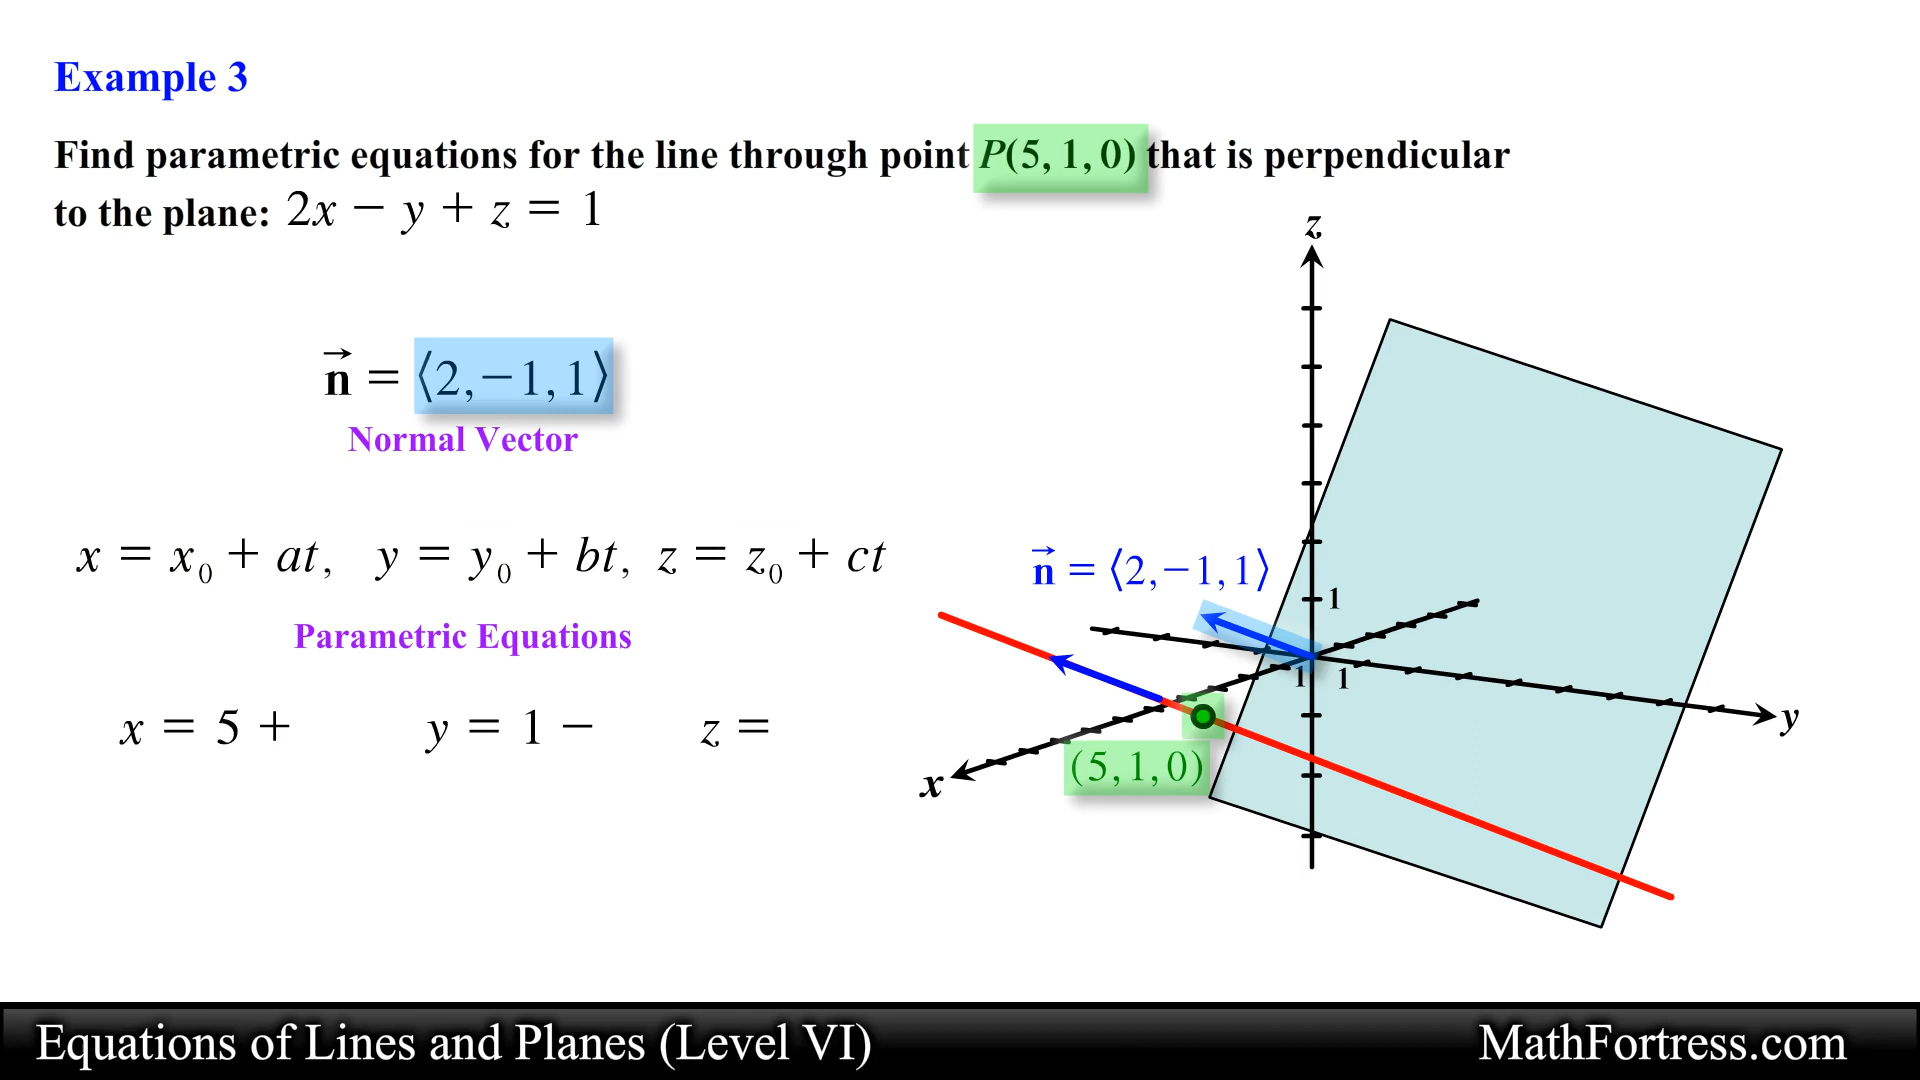 Example 3
Find parametric equations for the line through point P(5, 1, 0) that is perpendicular
to the plane: 2x − y + z = 1
z
n⃗ = ⟨2, −1, 1⟩
Normal Vector
x = x₀ + at, y = y₀ + bt, z = z₀ + ct
Parametric Equations
x = 5 + y = 1 − z =
n⃗ = ⟨2, −1, 1⟩
1
1 1
y
(5, 1, 0)
x
Equations of Lines and Planes (Level VI) MathFortress.com